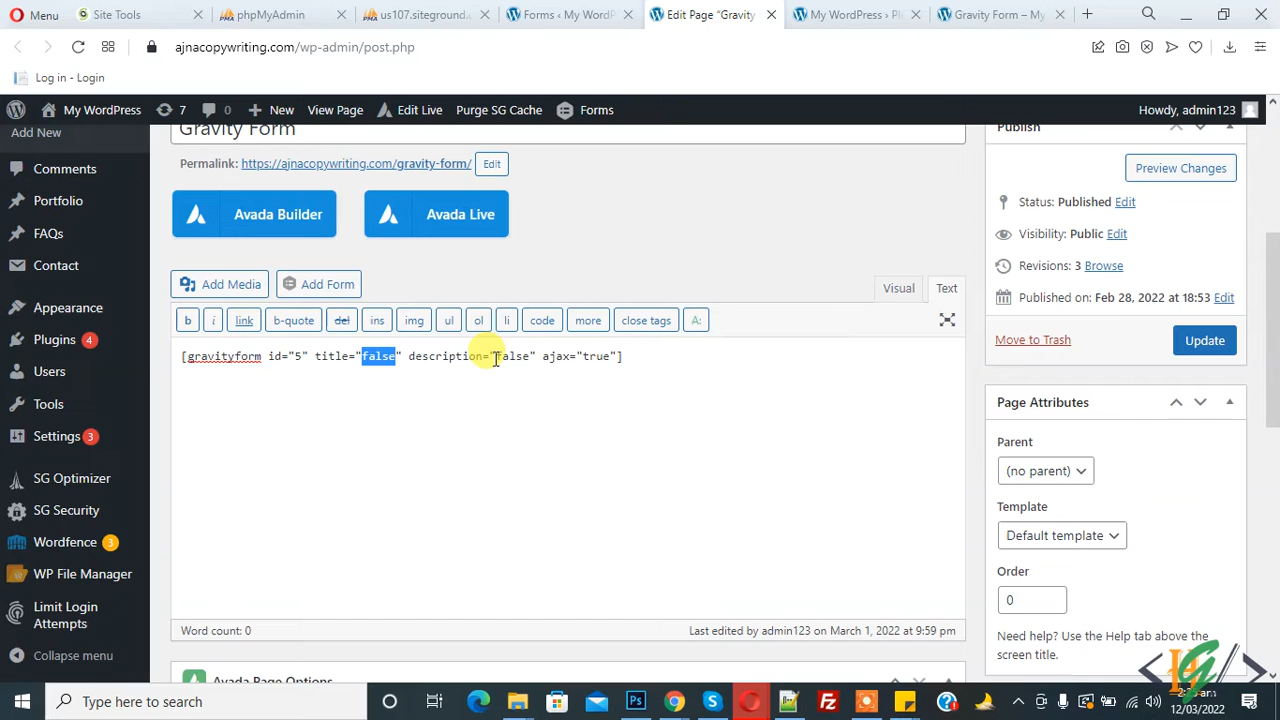 Menu
Site Tools
phpMyAdmin
us107.siteground.
Forms ‹ My WordP
Edit Page "Gravity
My WordPress › Pl
Gravity Form – My
ajnacopywriting.com/wp-admin/post.php
Log in - Login
My WordPress
7
0
New
View Page
Edit Live
Purge SG Cache
Forms
Howdy, admin123
Add New
Comments
Portfolio
FAQs
Contact
Appearance
Plugins 4
Users
Tools
Settings 3
SG Optimizer
SG Security
Wordfence 3
WP File Manager
Limit Login
Attempts
Collapse menu
Gravity Form
Permalink: https://ajnacopywriting.com/gravity-form/ Edit
Avada Builder
Avada Live
Add Media
Add Form
Visual
Text
b
i
link
b-quote
del
ins
img
ul
ol
li
code
more
close tags
A:
[gravityform id="5" title="false" description="false" ajax="true"]
Word count: 0
Last edited by admin123 on March 1, 2022 at 9:59 pm
Avada Page Options
Publish
Preview Changes
Status: Published Edit
Visibility: Public Edit
Revisions: 3 Browse
Published on: Feb 28, 2022 at 18:53 Edit
Move to Trash
Update
Page Attributes
Parent
(no parent)
Template
Default template
Order
0
Need help? Use the Help tab above the
screen title.
Type here to search
12/03/2022